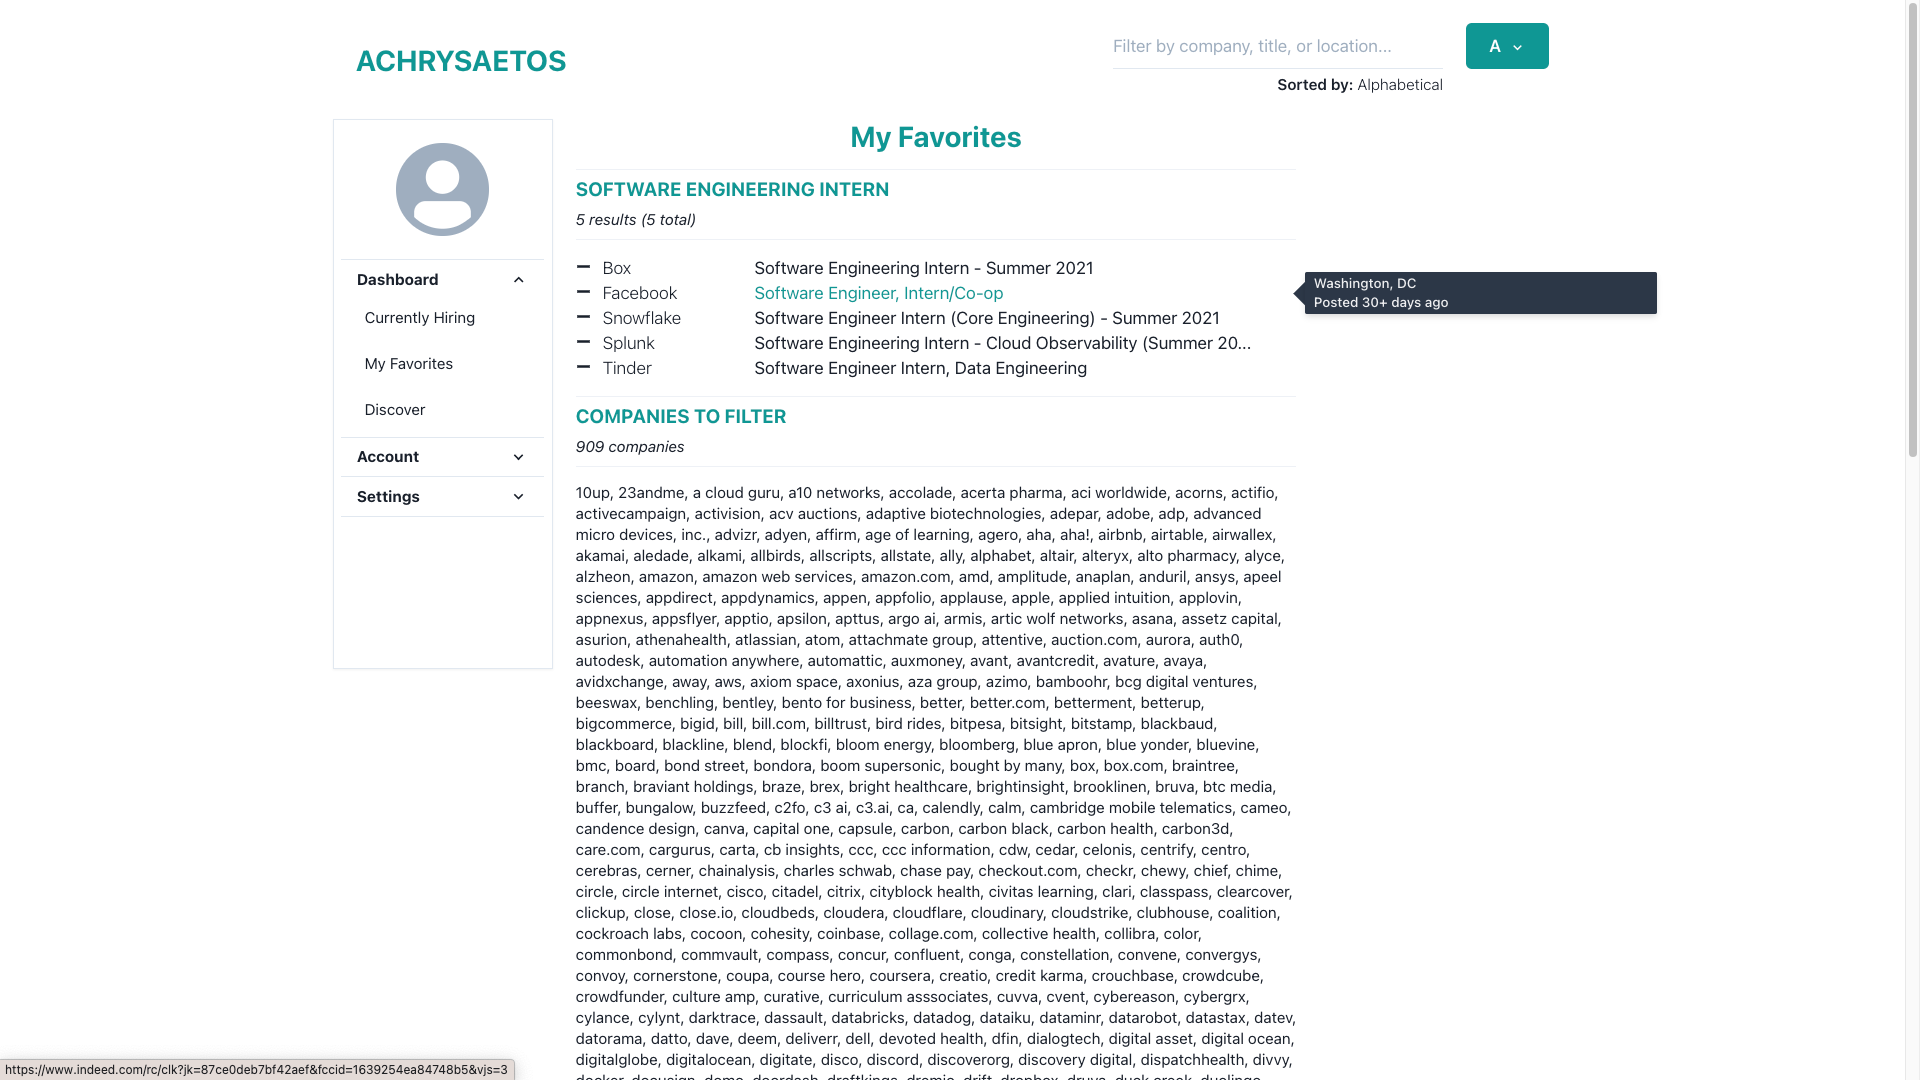 ACHRYSAETOS
Filter by company, title, or location...
A
Sorted by: Alphabetical
Dashboard
Currently Hiring
My Favorites
Discover
Account
Settings
My Favorites
SOFTWARE ENGINEERING INTERN
5 results (5 total)
Box Software Engineering Intern - Summer 2021
Facebook Software Engineer, Intern/Co-op
Snowflake Software Engineer Intern (Core Engineering) - Summer 2021
Splunk Software Engineering Intern - Cloud Observability (Summer 20...
Tinder Software Engineer Intern, Data Engineering
Washington, DC
Posted 30+ days ago
COMPANIES TO FILTER
909 companies
10up, 23andme, a cloud guru, a10 networks, accolade, acerta pharma, aci worldwide, acorns, actifio,
activecampaign, activision, acv auctions, adaptive biotechnologies, adepar, adobe, adp, advanced
micro devices, inc., advizr, adyen, affirm, age of learning, agero, aha, aha!, airbnb, airtable, airwallex,
akamai, aledade, alkami, allbirds, allscripts, allstate, ally, alphabet, altair, alteryx, alto pharmacy, alyce,
alzheon, amazon, amazon web services, amazon.com, amd, amplitude, anaplan, anduril, ansys, apeel
sciences, appdirect, appdynamics, appen, appfolio, applause, apple, applied intuition, applovin,
appnexus, appsflyer, apptio, apsilon, apttus, argo ai, armis, artic wolf networks, asana, assetz capital,
asurion, athenahealth, atlassian, atom, attachmate group, attentive, auction.com, aurora, auth0,
autodesk, automation anywhere, automattic, auxmoney, avant, avantcredit, avature, avaya,
avidxchange, away, aws, axiom space, axonius, aza group, azimo, bamboohr, bcg digital ventures,
beeswax, benchling, bentley, bento for business, better, better.com, betterment, betterup,
bigcommerce, bigid, bill, bill.com, billtrust, bird rides, bitpesa, bitsight, bitstamp, blackbaud,
blackboard, blackline, blend, blockfi, bloom energy, bloomberg, blue apron, blue yonder, bluevine,
bmc, board, bond street, bondora, boom supersonic, bought by many, box, box.com, braintree,
branch, braviant holdings, braze, brex, bright healthcare, brightinsight, brooklinen, bruva, btc media,
buffer, bungalow, buzzfeed, c2fo, c3 ai, c3.ai, ca, calendly, calm, cambridge mobile telematics, cameo,
candence design, canva, capital one, capsule, carbon, carbon black, carbon health, carbon3d,
care.com, cargurus, carta, cb insights, ccc, ccc information, cdw, cedar, celonis, centrify, centro,
cerebras, cerner, chainalysis, charles schwab, chase pay, checkout.com, checkr, chewy, chief, chime,
circle, circle internet, cisco, citadel, citrix, cityblock health, civitas learning, clari, classpass, clearcover,
clickup, close, close.io, cloudbeds, cloudera, cloudflare, cloudinary, cloudstrike, clubhouse, coalition,
cockroach labs, cocoon, cohesity, coinbase, collage.com, collective health, collibra, color,
commonbond, commvault, compass, concur, confluent, conga, constellation, convene, convergys,
convoy, cornerstone, coupa, course hero, coursera, creatio, credit karma, crouchbase, crowdcube,
crowdfunder, culture amp, curative, curriculum asssociates, cuvva, cvent, cybereason, cybergrx,
cylance, cylynt, darktrace, dassault, databricks, datadog, dataiku, dataminr, datarobot, datastax, datev,
datorama, datto, dave, deem, deliverr, dell, devoted health, dfin, dialogtech, digital asset, digital ocean,
digitalglobe, digitalocean, digitate, disco, discord, discoverorg, discovery digital, dispatchhealth, divvy,
https://www.indeed.com/rc/clk?jk=87ce0deb7bf42aef&fccid=1639254ea84748b5&vjs=3